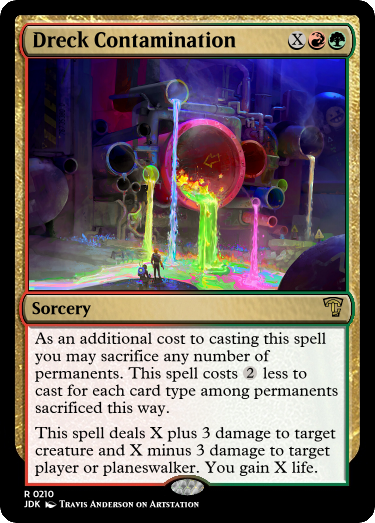 Dreck Contamination X
Sorcery
As an additional cost to casting this spell
you may sacrifice any number of
permanents. This spell costs 2 less to
cast for each card type among permanents
sacrificed this way.
This spell deals X plus 3 damage to target
creature and X minus 3 damage to target
player or planeswalker. You gain X life.
R 0210
JDK Travis Anderson on Artstation